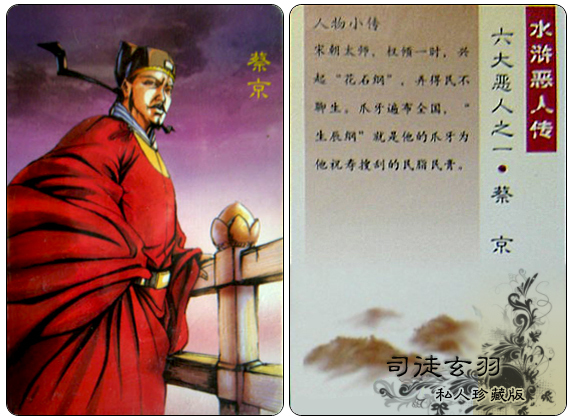 蔡京
水浒恶人传
六大恶人之一·蔡京
人物小传
宋朝太师，权倾一时，兴
起“花石纲”，弄得民不
聊生。爪牙遍布全国，“
生辰纲”就是他的爪牙为
他祝寿搜刮的民脂民膏。
司徒玄羽
私人珍藏版